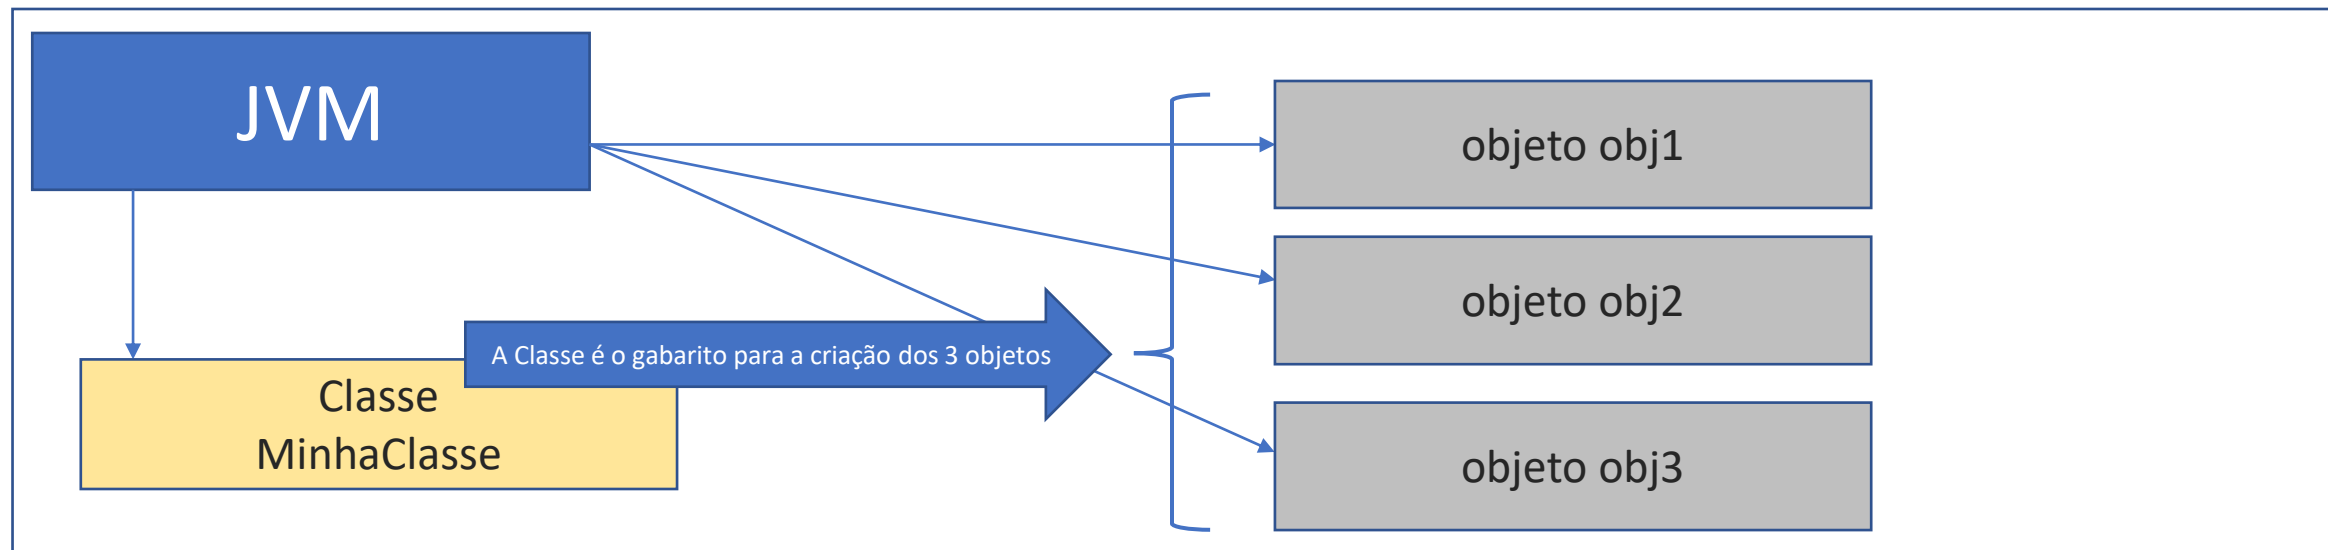 JVM
objeto obj1
objeto obj2
A Classe é o gabarito para a criação dos 3 objetos
Classe
MinhaClasse
objeto obj3